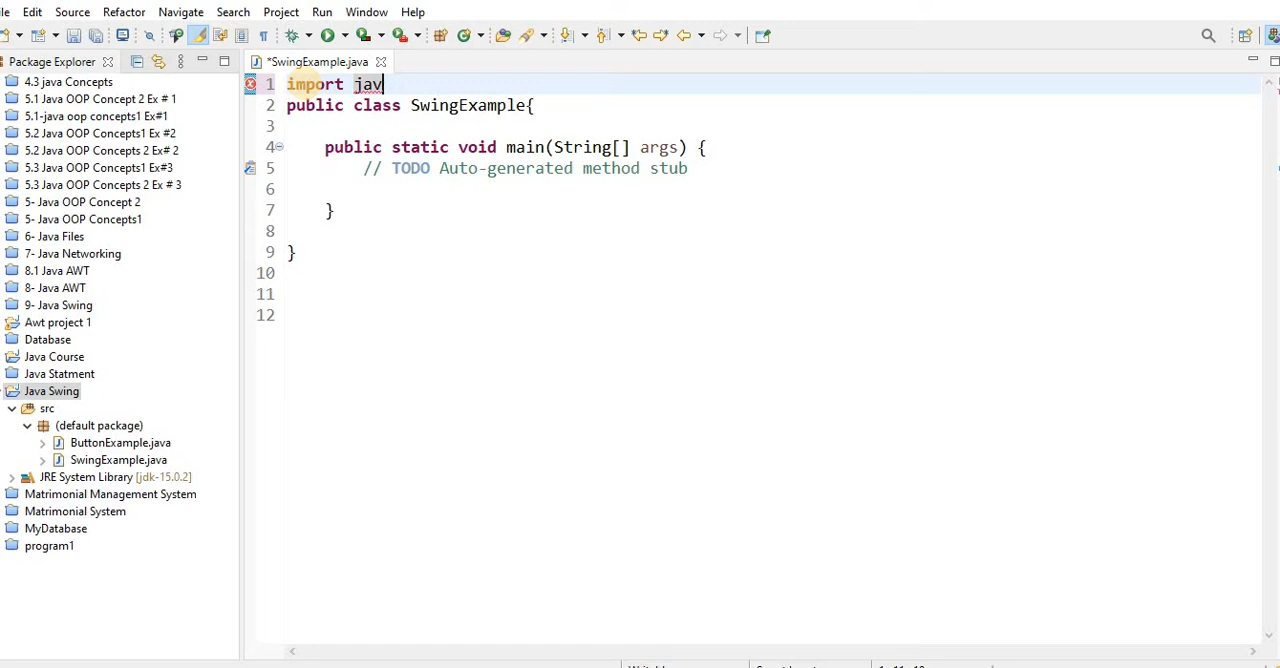 ile Edit Source Refactor Navigate Search Project Run Window Help
Package Explorer
*SwingExample.java
4.3 java Concepts
5.1 Java OOP Concept 2 Ex # 1
5.1-java oop concepts1 Ex#1
5.2 Java OOP Concepts1 Ex #2
5.2 Java OOP Concepts 2 Ex# 2
5.3 Java OOP Concepts1 Ex#3
5.3 Java OOP Concepts 2 Ex # 3
5- Java OOP Concept 2
5- Java OOP Concepts1
6- Java Files
7- Java Networking
8.1 Java AWT
8- Java AWT
9- Java Swing
Awt project 1
Database
Java Course
Java Statment
Java Swing
src
(default package)
ButtonExample.java
SwingExample.java
JRE System Library [jdk-15.0.2]
Matrimonial Management System
Matrimonial System
MyDatabase
program1
1 import jav
2 public class SwingExample{
3
4 public static void main(String[] args) {
5 // TODO Auto-generated method stub
6
7 }
8
9 }
10
11
12